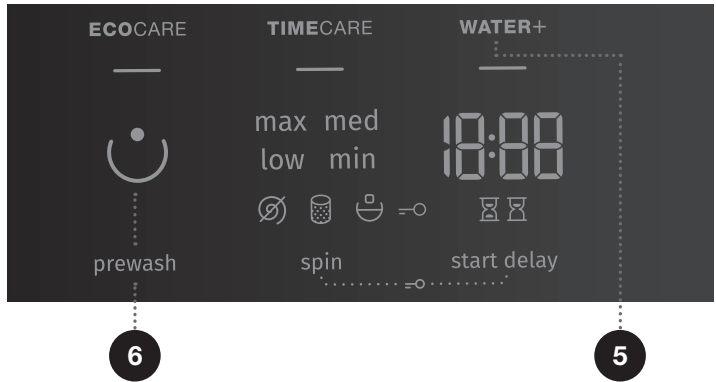 ECOCARE TIMECARE WATER+
max med 18:88
low min
prewash spin start delay
6 5